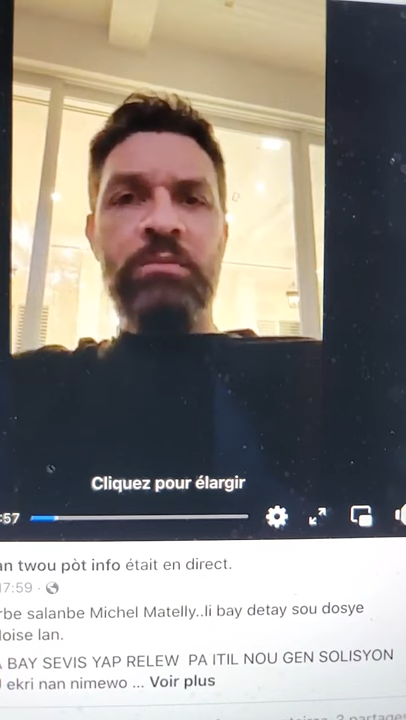 Cliquez pour élargir
:57
an twou pòt info était en direct.
17:59 ·
rbe salanbe Michel Matelly..li bay detay sou dosye
loise lan.
BAY SEVIS YAP RELEW PA ITIL NOU GEN SOLISYON
ekri nan nimewo ... Voir plus
partages